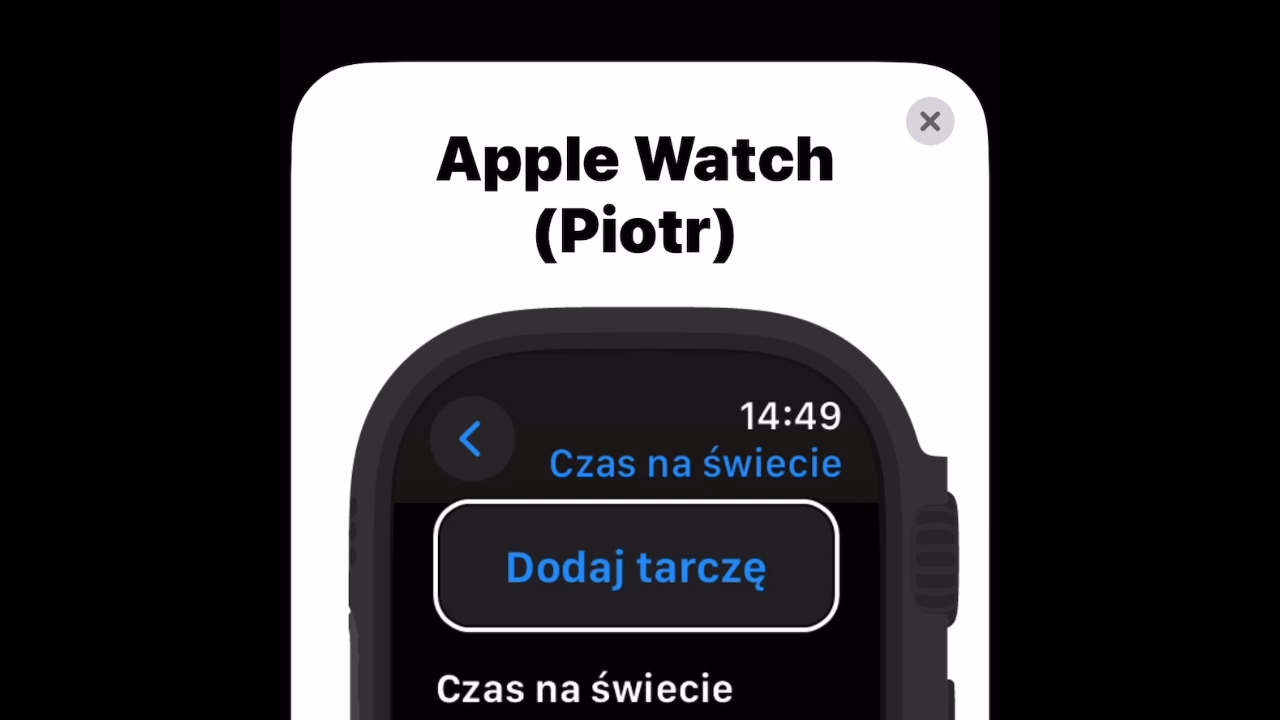 Apple Watch
(Piotr)
14:49
Czas na świecie
Dodaj tarczę
Czas na świecie